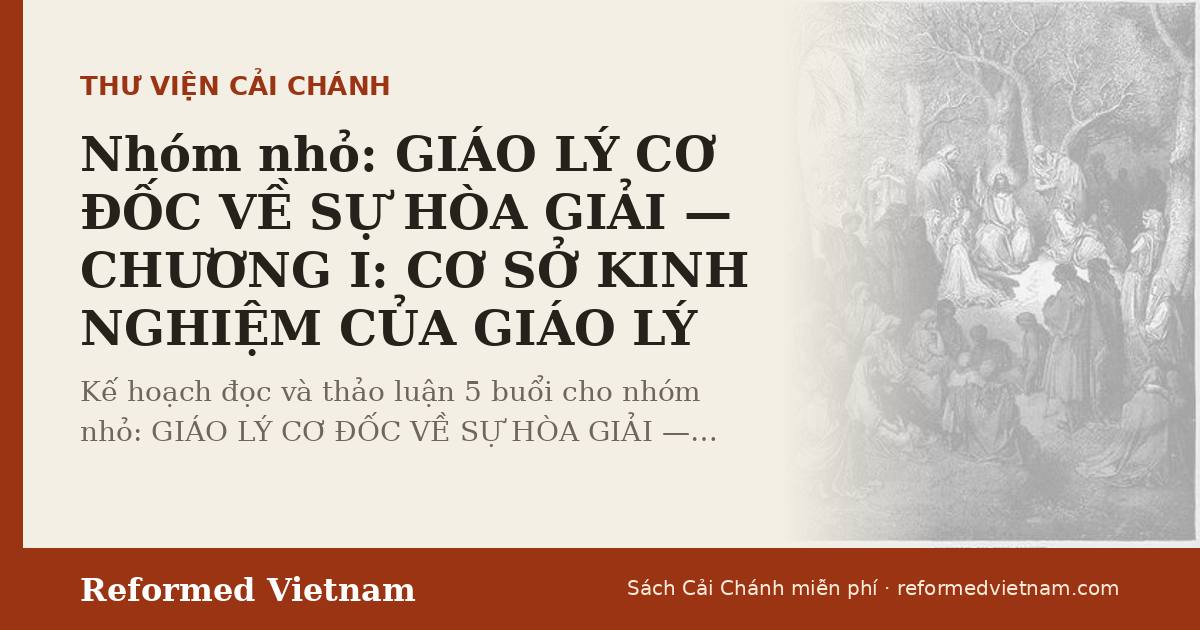 THƯ VIỆN CẢI CHÁNH
Nhóm nhỏ: GIÁO LÝ CƠ
ĐỐC VỀ SỰ HÒA GIẢI —
CHƯƠNG I: CƠ SỞ KINH
NGHIỆM CỦA GIÁO LÝ
Kế hoạch đọc và thảo luận 5 buổi cho nhóm
nhỏ: GIÁO LÝ CƠ ĐỐC VỀ SỰ HÒA GIẢI —...
Reformed Vietnam
Sách Cải Chánh miễn phí · reformedvietnam.com